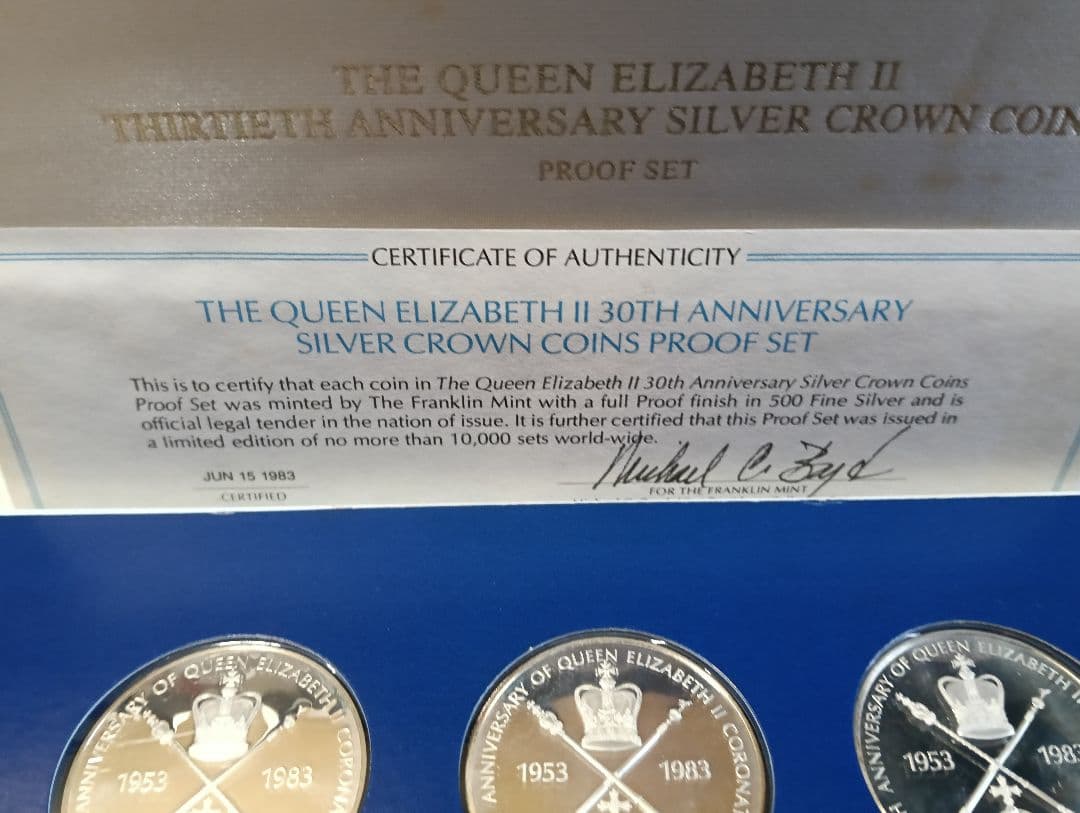 THE QUEEN ELIZABETH II
THIRTIETH ANNIVERSARY SILVER CROWN COIN
PROOF SET
CERTIFICATE OF AUTHENTICITY
THE QUEEN ELIZABETH II 30TH ANNIVERSARY
SILVER CROWN COINS PROOF SET
This is to certify that each coin in The Queen Elizabeth II 30th Anniversary Silver Crown Coins
Proof Set was minted by The Franklin Mint with a full Proof finish in 500 Fine Silver and is
official legal tender in the nation of issue. It is further certified that this Proof Set was issued in
a limited edition of no more than 10,000 sets world-wide.
Michael C. Boyd
JUN 15 1983
CERTIFIED
FOR THE FRANKLIN MINT
ANNIVERSARY OF QUEEN ELIZABETH II CORONA
1953 1983
ANNIVERSARY OF QUEEN ELIZABETH II CORONAT
1953 1983
ANNIVERSARY OF QUEEN ELIZABETH I
1953 1983